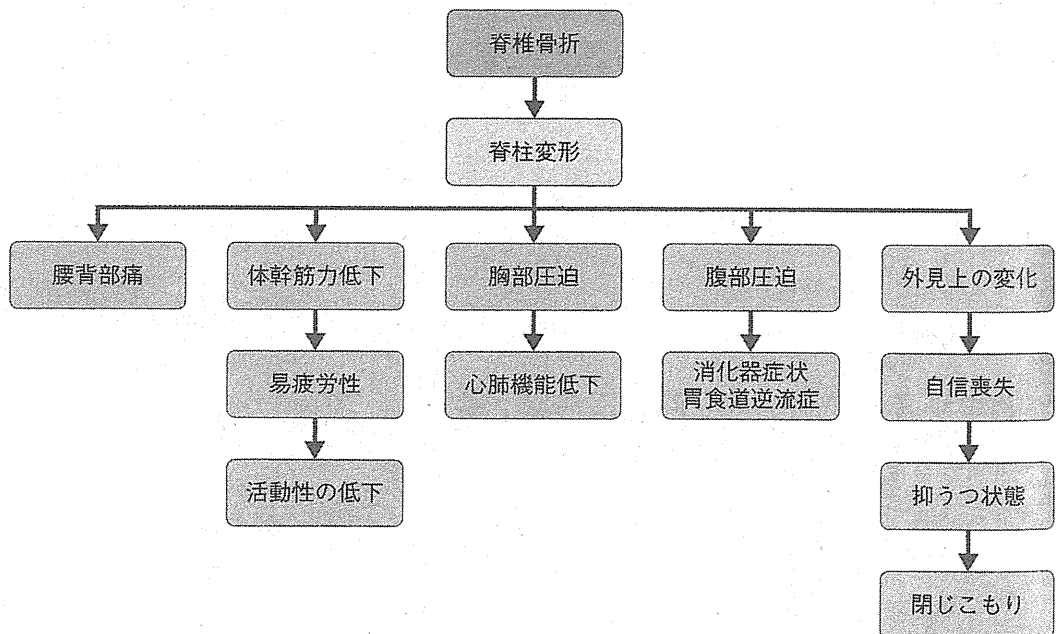 脊椎骨折
脊柱変形
腰背部痛
体幹筋力低下
胸部圧迫
腹部圧迫
外見上の変化
易疲労性
心肺機能低下
消化器症状
胃食道逆流症
自信喪失
活動性の低下
抑うつ状態
閉じこもり